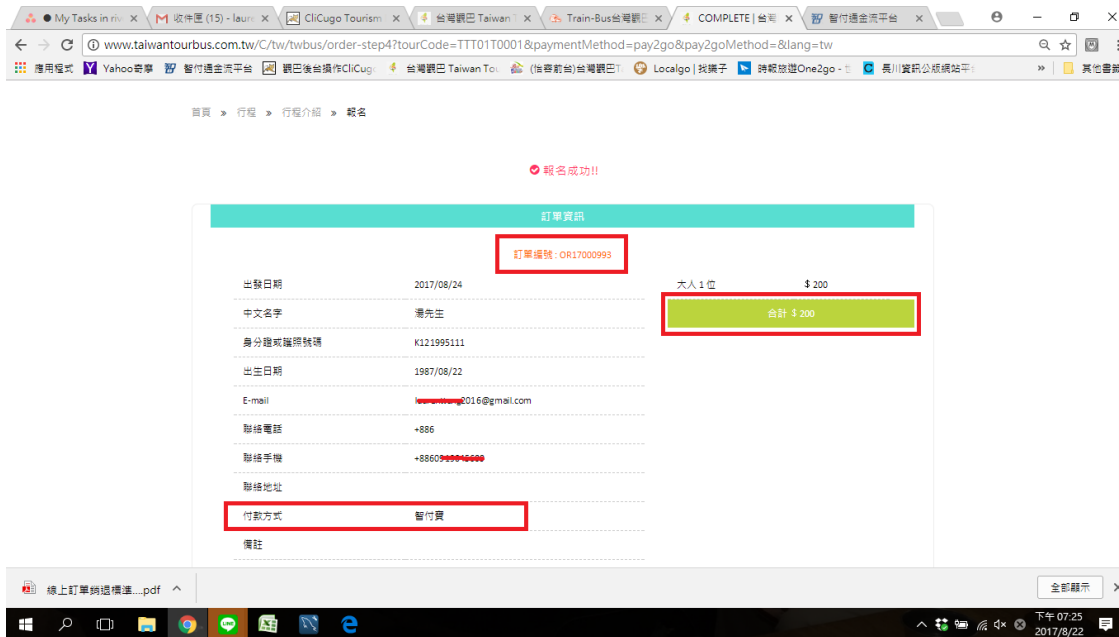 My Tasks in riv
收件匣 (15) - laur
CliCugo Tourism
台灣觀巴 Taiwan T
Train-Bus台灣觀巴
COMPLETE | 台灣
智付通金流平台
www.taiwantourbus.com.tw/C/tw/twbus/order-step4?tourCode=TTT01T0001&paymentMethod=pay2go&pay2goMethod=&lang=tw
應用程式
Yahoo奇摩
智付通金流平台
觀巴後台操作CliCugo
台灣觀巴 Taiwan Tou
(怡容前台)台灣觀巴T
Localgo | 找樂子
時報旅遊One2go -
長川資訊公版網站平
»
其他書籤
首頁 » 行程 » 行程介紹 » 報名
報名成功!!
訂單資訊
訂單編號 : OR17000993
出發日期 2017/08/24
大人 1 位 $ 200
中文名字 湯先生
合計 $ 200
身分證或護照號碼 K121995111
出生日期 1987/08/22
E-mail 2016@gmail.com
聯絡電話 +886
聯絡手機 +88609
聯絡地址
付款方式 智付寶
備註
線上訂單銷退標準....pdf
全部顯示
LINE
下午 07:25
2017/8/22